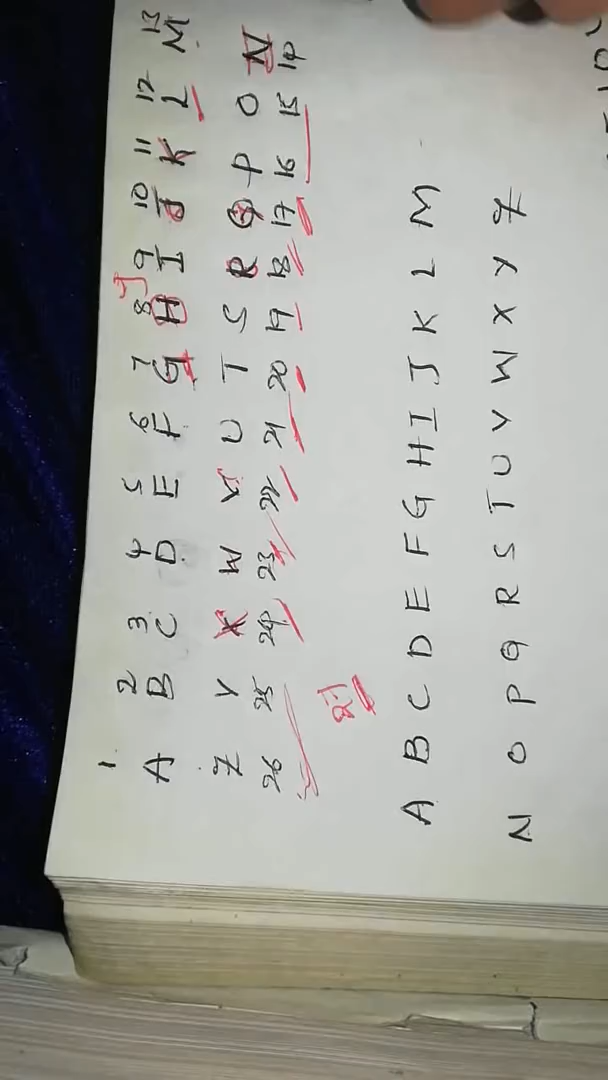 1 2 3 4 5 6 7 8 9 10 11 12 13
A B C D E F G H I J K L M
Z Y X W V U T S R Q P O N
26 25 24 23 22 21 20 19 18 17 16 15 14
27
A B C D E F G H I J K L M
N O P Q R S T U V W X Y Z